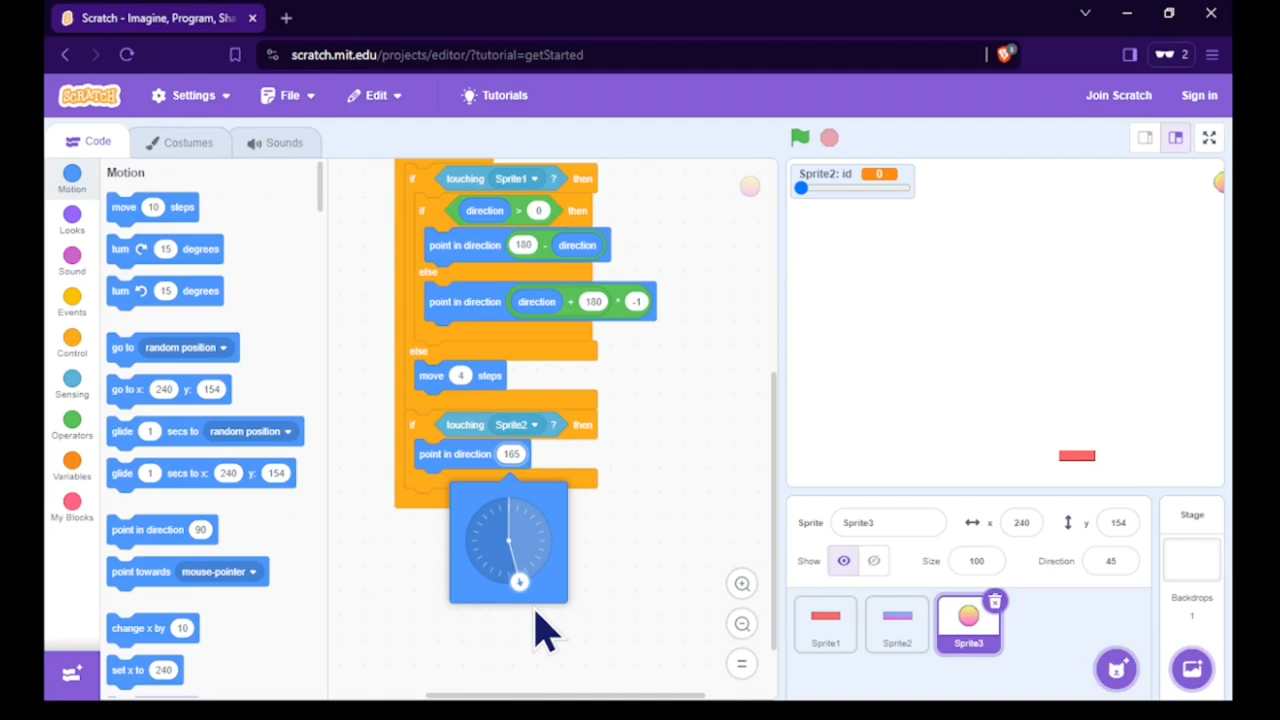 Scratch - Imagine, Program, Sha
scratch.mit.edu/projects/editor/?tutorial=getStarted
2
SCRATCH
Settings
File
Edit
Tutorials
Join Scratch
Sign in
Code
Costumes
Sounds
Motion
Looks
Sound
Events
Control
Sensing
Operators
Variables
My Blocks
Motion
move 10 steps
turn 15 degrees
turn 15 degrees
go to random position
go to x: 240 y: 154
glide 1 secs to random position
glide 1 secs to x: 240 y: 154
point in direction 90
point towards mouse-pointer
change x by 10
set x to 240
if touching Sprite1 ? then
if direction > 0 then
point in direction 180 - direction
else
point in direction direction + 180 * -1
else
move 4 steps
if touching Sprite2 ? then
point in direction 165
Sprite2: id 0
Sprite Sprite3 x 240 y 154
Show Size 100 Direction 45
Sprite1
Sprite2
Sprite3
Stage
Backdrops
1